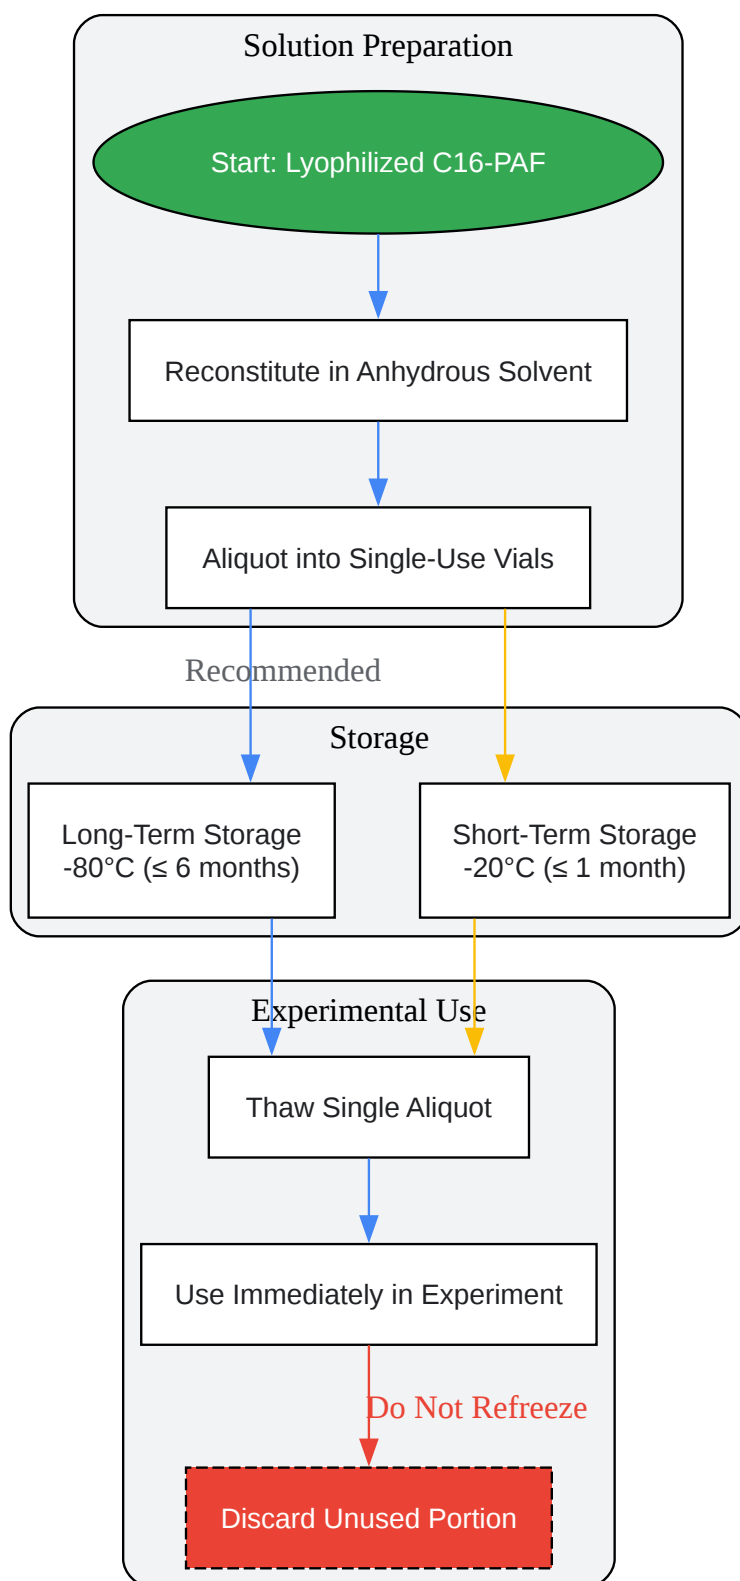 Solution Preparation
Start: Lyophilized C16-PAF
Reconstitute in Anhydrous Solvent
Aliquot into Single-Use Vials
Recommended
Storage
Long-Term Storage
-80°C (≤ 6 months)
Short-Term Storage
-20°C (≤ 1 month)
Experimental Use
Thaw Single Aliquot
Use Immediately in Experiment
Do Not Refreeze
Discard Unused Portion